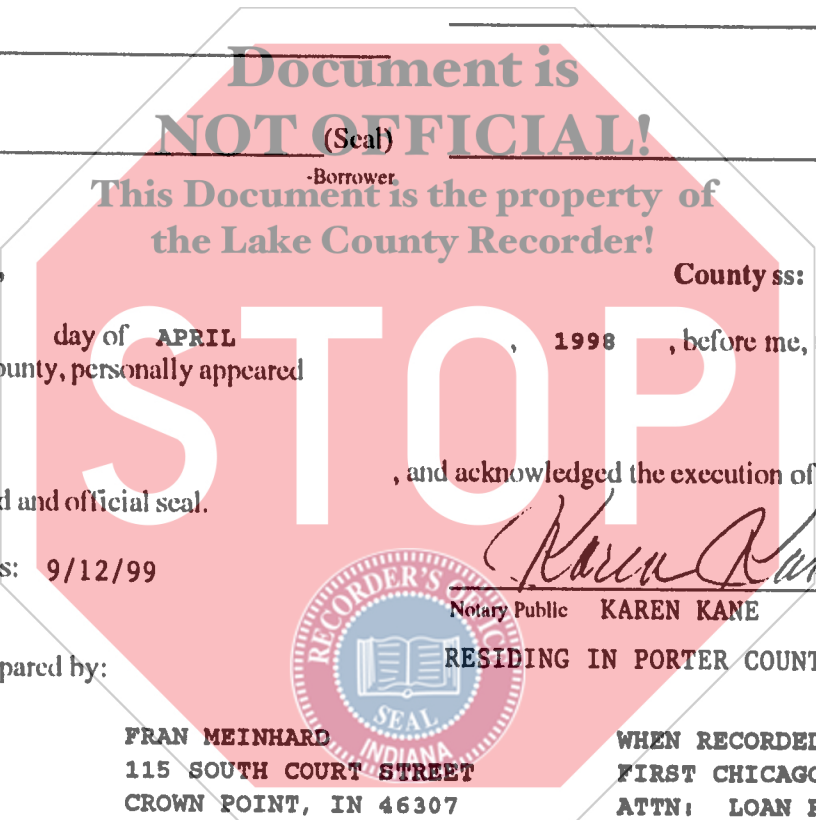 Document is
NOT OFFICIAL!
(Seal)
-Borrower
This Document is the property of
the Lake County Recorder!
County ss:
day of APRIL , 1998 , before me,
ounty, personally appeared
STOP
, and acknowledged the execution of
d and official seal.
s: 9/12/99
Karen Kan
Notary Public KAREN KANE
RESIDING IN PORTER COUNT
pared by:
RECORDER'S OFFICE
SEAL
INDIANA
FRAN MEINHARD
115 SOUTH COURT STREET
CROWN POINT, IN 46307
WHEN RECORDED
FIRST CHICAGO
ATTN: LOAN